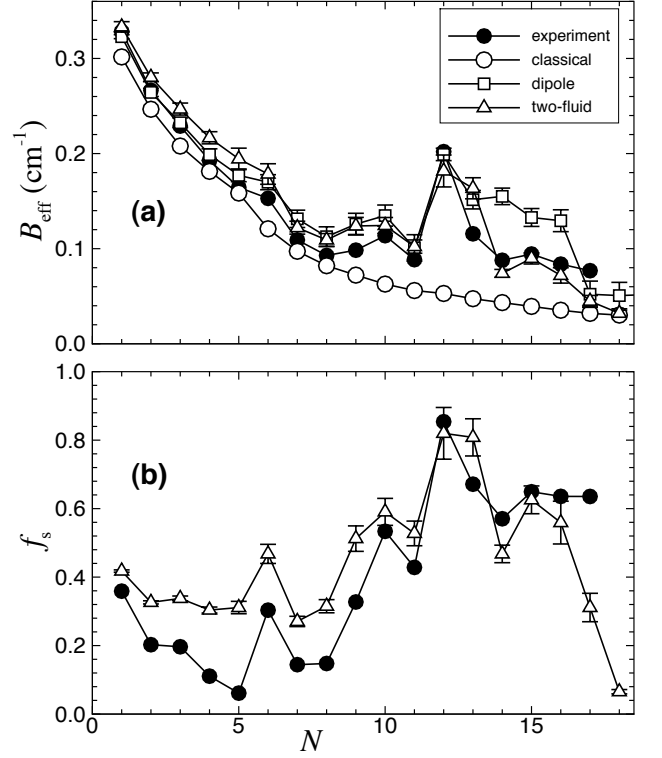 0.3
0.2
0.1
0.0
B_eff (cm⁻¹)
(a)
experiment
classical
dipole
two-fluid
1.0
0.8
0.6
0.4
0.2
0.0
f_s
(b)
0 5 10 15
N